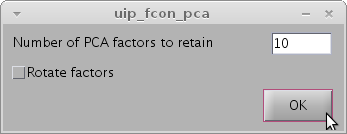 uip_fcon_pca
Number of PCA factors to retain 10
Rotate factors
OK